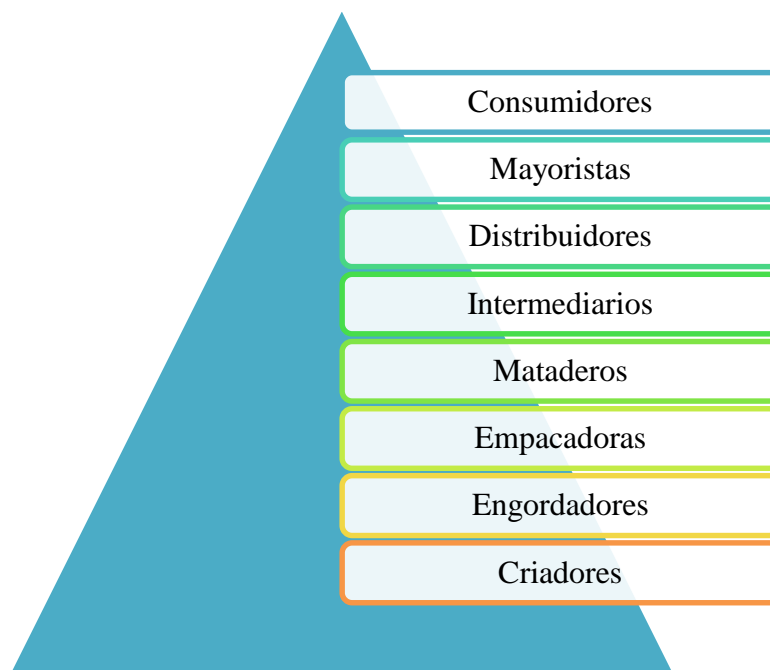 Consumidores
Mayoristas
Distribuidores
Intermediarios
Mataderos
Empacadoras
Engordadores
Criadores